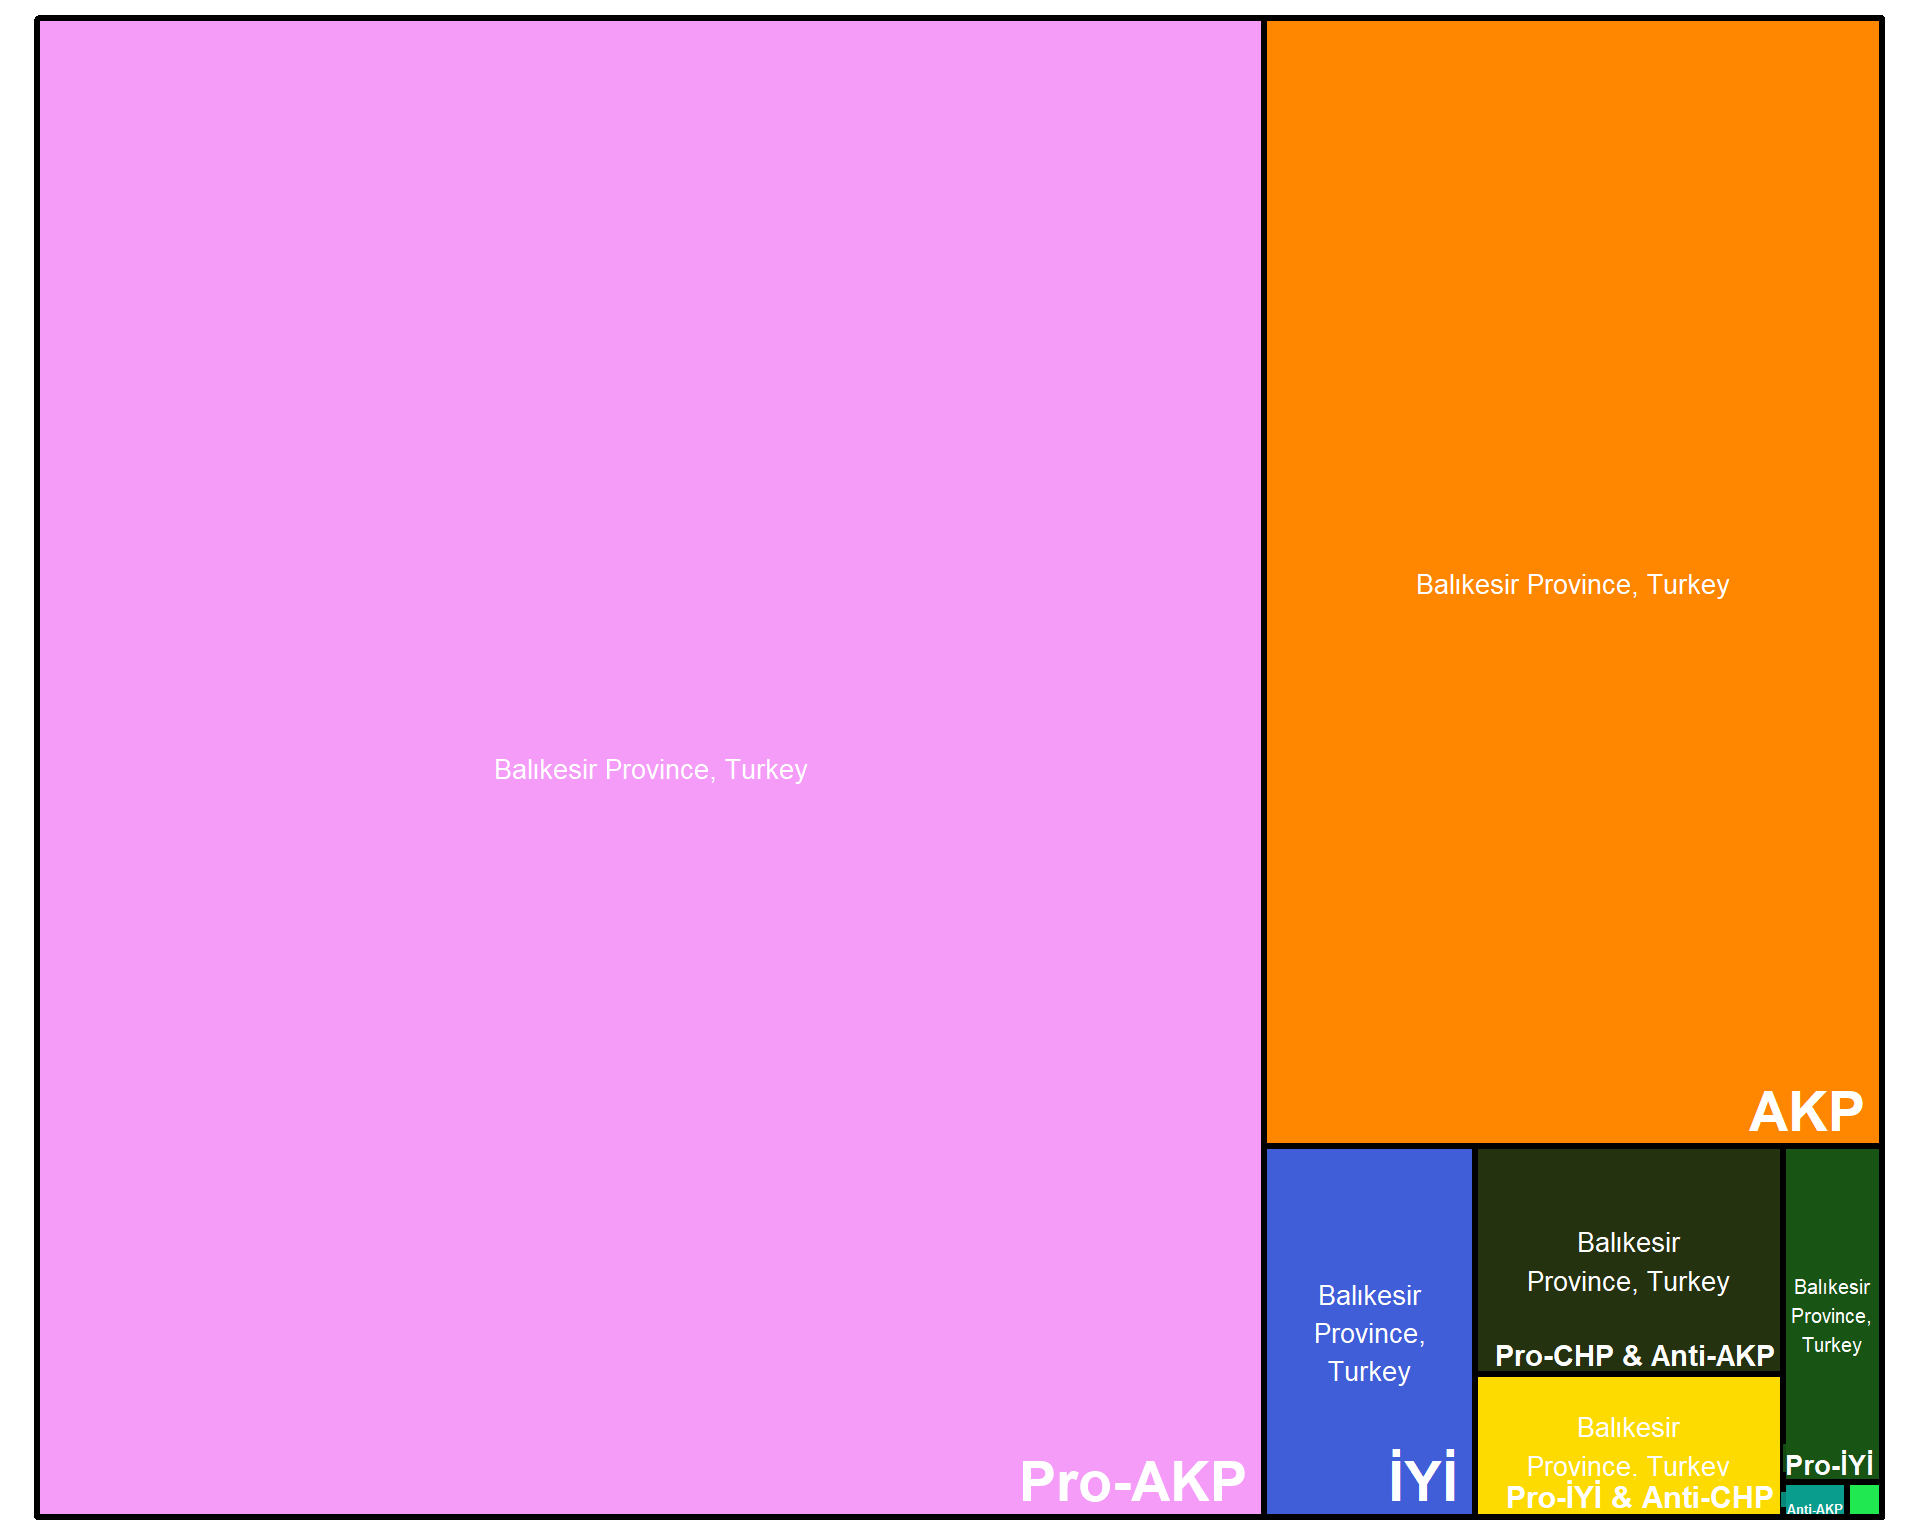 Balıkesir Province, Turkey
Pro-AKP
Balıkesir Province, Turkey
AKP
Balıkesir
Province,
Turkey
İYİ
Balıkesir
Province, Turkey
Pro-CHP & Anti-AKP
Balıkesir
Province, Turkey
Pro-İYİ & Anti-CHP
Balıkesir
Province,
Turkey
Pro-İYİ
Anti-AKP